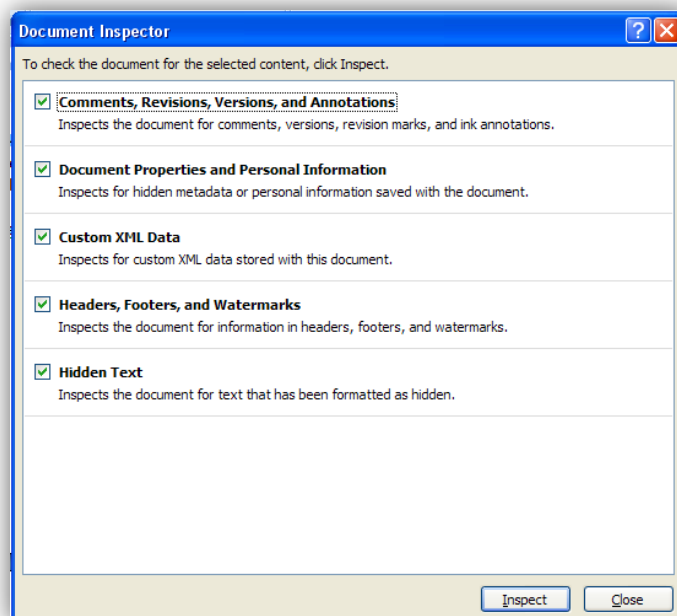 Document Inspector
To check the document for the selected content, click Inspect.
Comments, Revisions, Versions, and Annotations
Inspects the document for comments, versions, revision marks, and ink annotations.
Document Properties and Personal Information
Inspects for hidden metadata or personal information saved with the document.
Custom XML Data
Inspects for custom XML data stored with this document.
Headers, Footers, and Watermarks
Inspects the document for information in headers, footers, and watermarks.
Hidden Text
Inspects the document for text that has been formatted as hidden.
Inspect Close